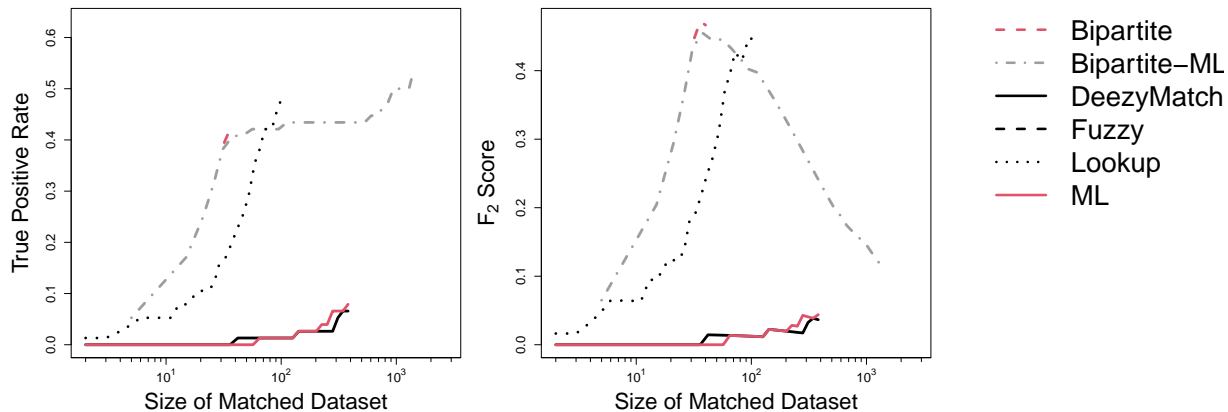 0.0 0.1 0.2 0.3 0.4 0.5 0.6
True Positive Rate
10^1 10^2 10^3
Size of Matched Dataset
0.0 0.1 0.2 0.3 0.4
F_2 Score
10^1 10^2 10^3
Size of Matched Dataset
Bipartite
Bipartite−ML
DeezyMatch
Fuzzy
Lookup
ML